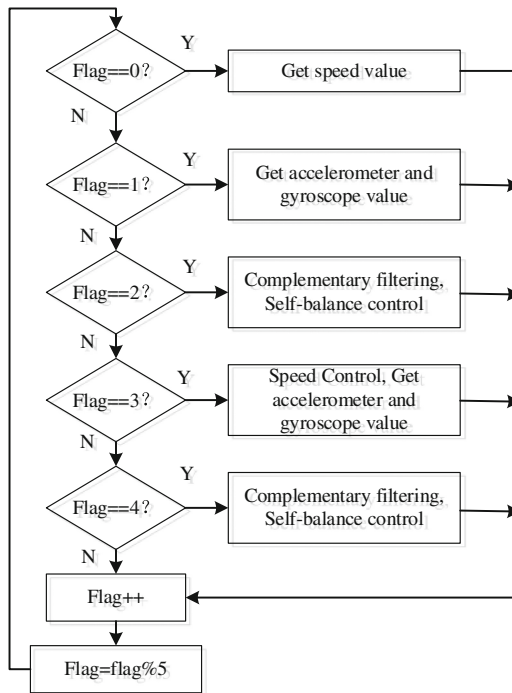 Flag==0?
Y
Get speed value
N
Flag==1?
Y
Get accelerometer and
gyroscope value
N
Flag==2?
Y
Complementary filtering,
Self-balance control
N
Flag==3?
Y
Speed Control, Get
accelerometer and
gyroscope value
N
Flag==4?
Y
Complementary filtering,
Self-balance control
N
Flag++
Flag=flag%5